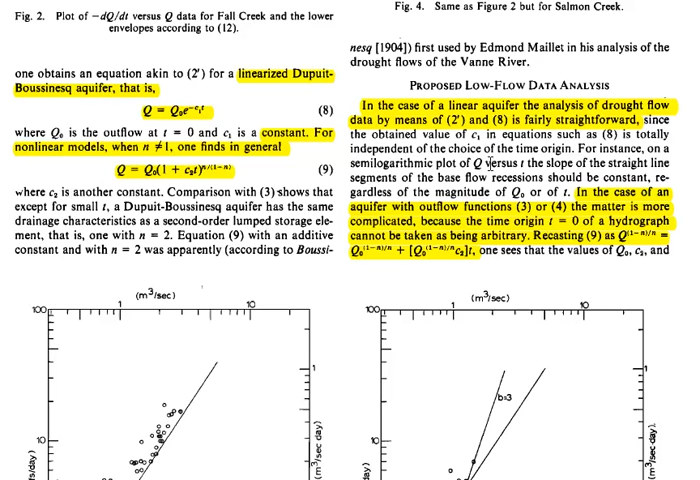 Fig. 2. Plot of −dQ/dt versus Q data for Fall Creek and the lower
envelopes according to (12).
one obtains an equation akin to (2′) for a linearized Dupuit-
Boussinesq aquifer, that is,
Q = Q₀e^(−c₁t) (8)
where Q₀ is the outflow at t = 0 and c₁ is a constant. For
nonlinear models, when n ≠ 1, one finds in general
Q = Q₀(1 + c₂t)^(n/(1−n)) (9)
where c₂ is another constant. Comparison with (3) shows that
except for small t, a Dupuit-Boussinesq aquifer has the same
drainage characteristics as a second-order lumped storage ele-
ment, that is, one with n = 2. Equation (9) with an additive
constant and with n = 2 was apparently (according to Boussi-
Fig. 4. Same as Figure 2 but for Salmon Creek.
nesq [1904]) first used by Edmond Maillet in his analysis of the
drought flows of the Vanne River.
PROPOSED LOW-FLOW DATA ANALYSIS
In the case of a linear aquifer the analysis of drought flow
data by means of (2′) and (8) is fairly straightforward, since
the obtained value of c₁ in equations such as (8) is totally
independent of the choice of the time origin. For instance, on a
semilogarithmic plot of Q versus t the slope of the straight line
segments of the base flow recessions should be constant, re-
gardless of the magnitude of Q₀ or of t. In the case of an
aquifer with outflow functions (3) or (4) the matter is more
complicated, because the time origin t = 0 of a hydrograph
cannot be taken as being arbitrary. Recasting (9) as Q^((1−n)/n) =
Q₀^((1−n)/n) + [Q₀^((1−n)/n)c₂]t, one sees that the values of Q₀, c₂, and
(m³/sec)
1 10
100
1
10
(m³/sec·day)
(m³/sec)
1 10
100
1
b=3
10
(m³/sec·day)